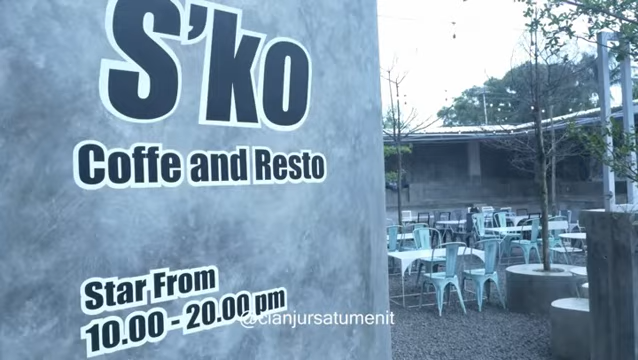 S'ko
Coffe and Resto
Star From
10.00 - 20.00 pm
@cianjursatumenit